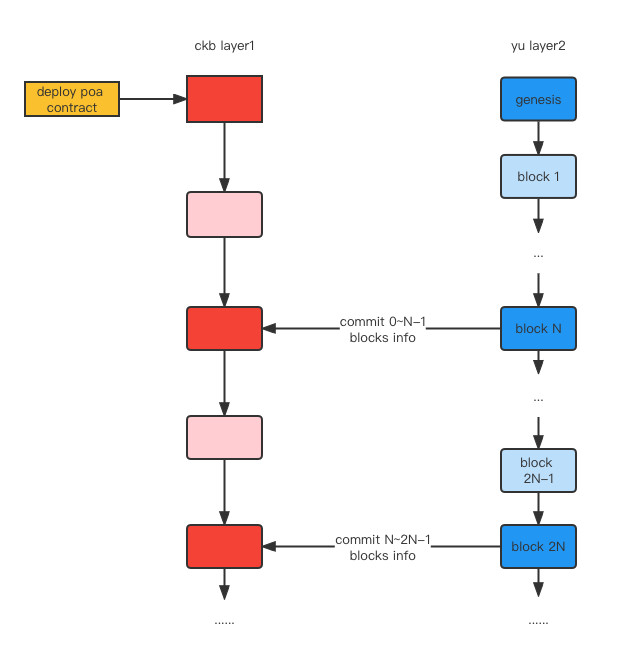 ckb layer1
yu layer2
deploy poa
contract
genesis
block 1
...
commit 0~N-1
blocks info
block N
...
block
2N-1
commit N~2N-1
blocks info
block 2N
......
......